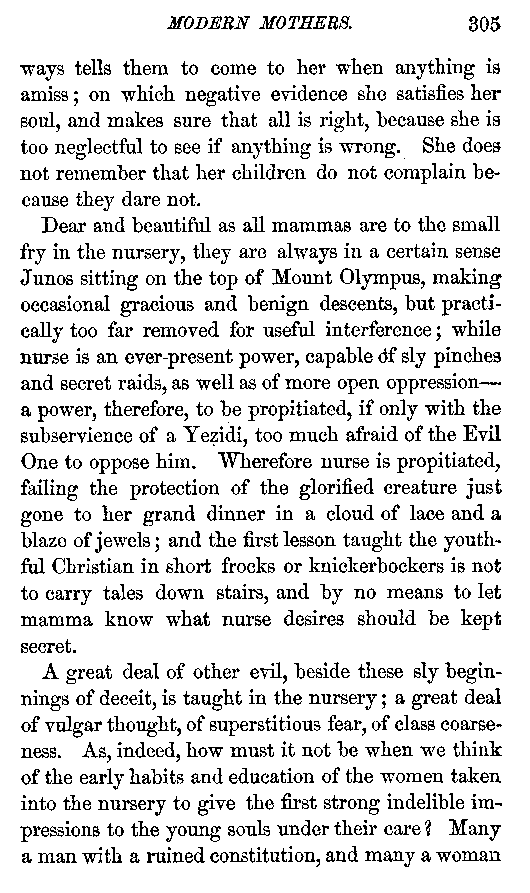 MODERN MOTHERS. 305
ways tells them to come to her when anything is
amiss; on which negative evidence she satisfies her
soul, and makes sure that all is right, because she is
too neglectful to see if anything is wrong. She does
not remember that her children do not complain be-
cause they dare not.
Dear and beautiful as all mammas are to the small
fry in the nursery, they are always in a certain sense
Junos sitting on the top of Mount Olympus, making
occasional gracious and benign descents, but practi-
cally too far removed for useful interference; while
nurse is an ever-present power, capable of sly pinches
and secret raids, as well as of more open oppression—
a power, therefore, to be propitiated, if only with the
subservience of a Yezidi, too much afraid of the Evil
One to oppose him. Wherefore nurse is propitiated,
failing the protection of the glorified creature just
gone to her grand dinner in a cloud of lace and a
blaze of jewels; and the first lesson taught the youth-
ful Christian in short frocks or knickerbockers is not
to carry tales down stairs, and by no means to let
mamma know what nurse desires should be kept
secret.
A great deal of other evil, beside these sly begin-
nings of deceit, is taught in the nursery; a great deal
of vulgar thought, of superstitious fear, of class coarse-
ness. As, indeed, how must it not be when we think
of the early habits and education of the women taken
into the nursery to give the first strong indelible im-
pressions to the young souls under their care? Many
a man with a ruined constitution, and many a woman